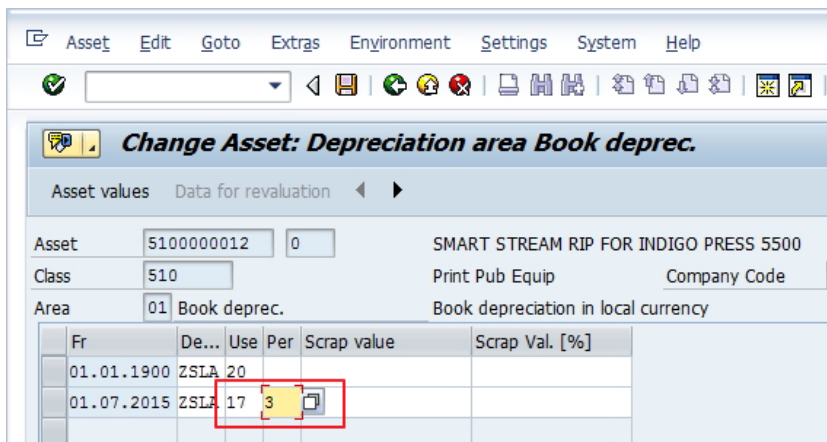 Asset Edit Goto Extras Environment Settings System Help
Change Asset: Depreciation area Book deprec.
Asset values Data for revaluation
Asset 5100000012 0 SMART STREAM RIP FOR INDIGO PRESS 5500
Class 510 Print Pub Equip Company Code
Area 01 Book deprec. Book depreciation in local currency
Fr De... Use Per Scrap value Scrap Val. [%]
01.01.1900 ZSLA 20
01.07.2015 ZSLA 17 3